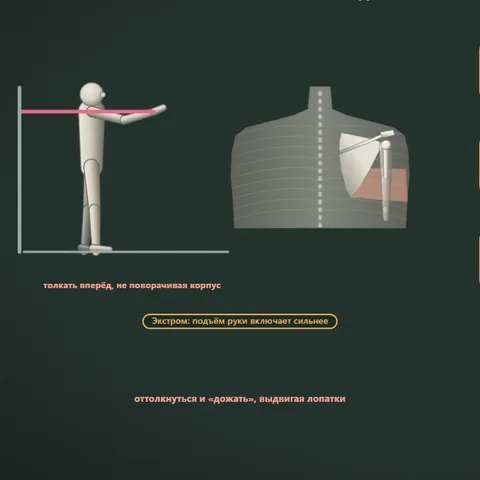 толкать вперёд, не поворачивая корпус
Экстром: подъём руки включает сильнее
оттолкнуться и «дожать», выдвигая лопатки